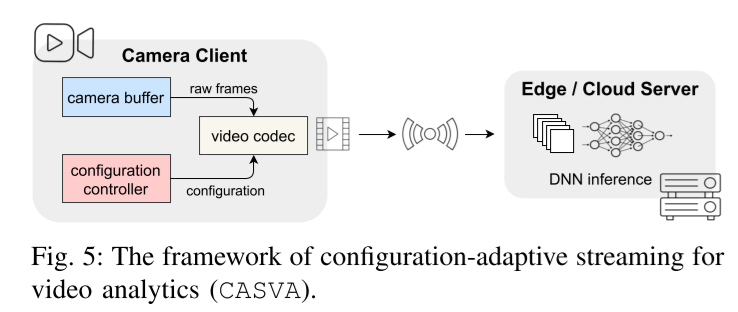 Camera Client
camera buffer
raw frames
video codec
configuration
controller
configuration
Edge / Cloud Server
DNN inference
Fig. 5: The framework of configuration-adaptive streaming for
video analytics (CASVA).